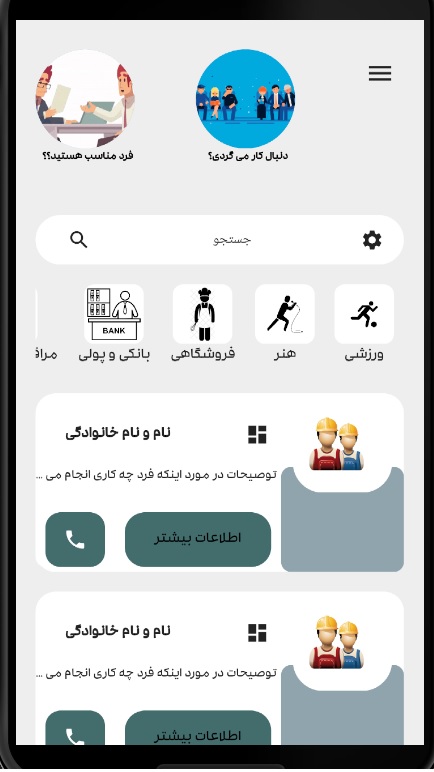 دنبال کار می گردی؟
فرد مناسب هستید؟؟
جستجو
ورزشی
هنر
فروشگاهی
BANK
بانکی و پولی
مراق
نام و نام خانوادگی
توصیحات در مورد اینکه فرد چه کاری انجام می ...
اطلاعات بیشتر
نام و نام خانوادگی
توصیحات در مورد اینکه فرد چه کاری انجام می ...
اطلاعات بیشتر